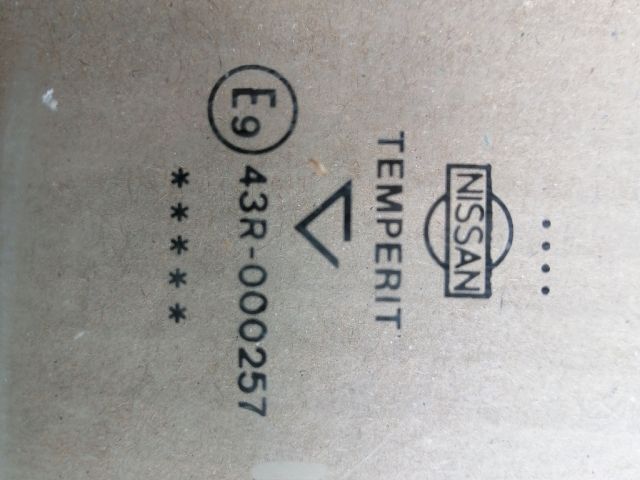 ....
NISSAN
TEMPERIT
E9 43R-000257
*****